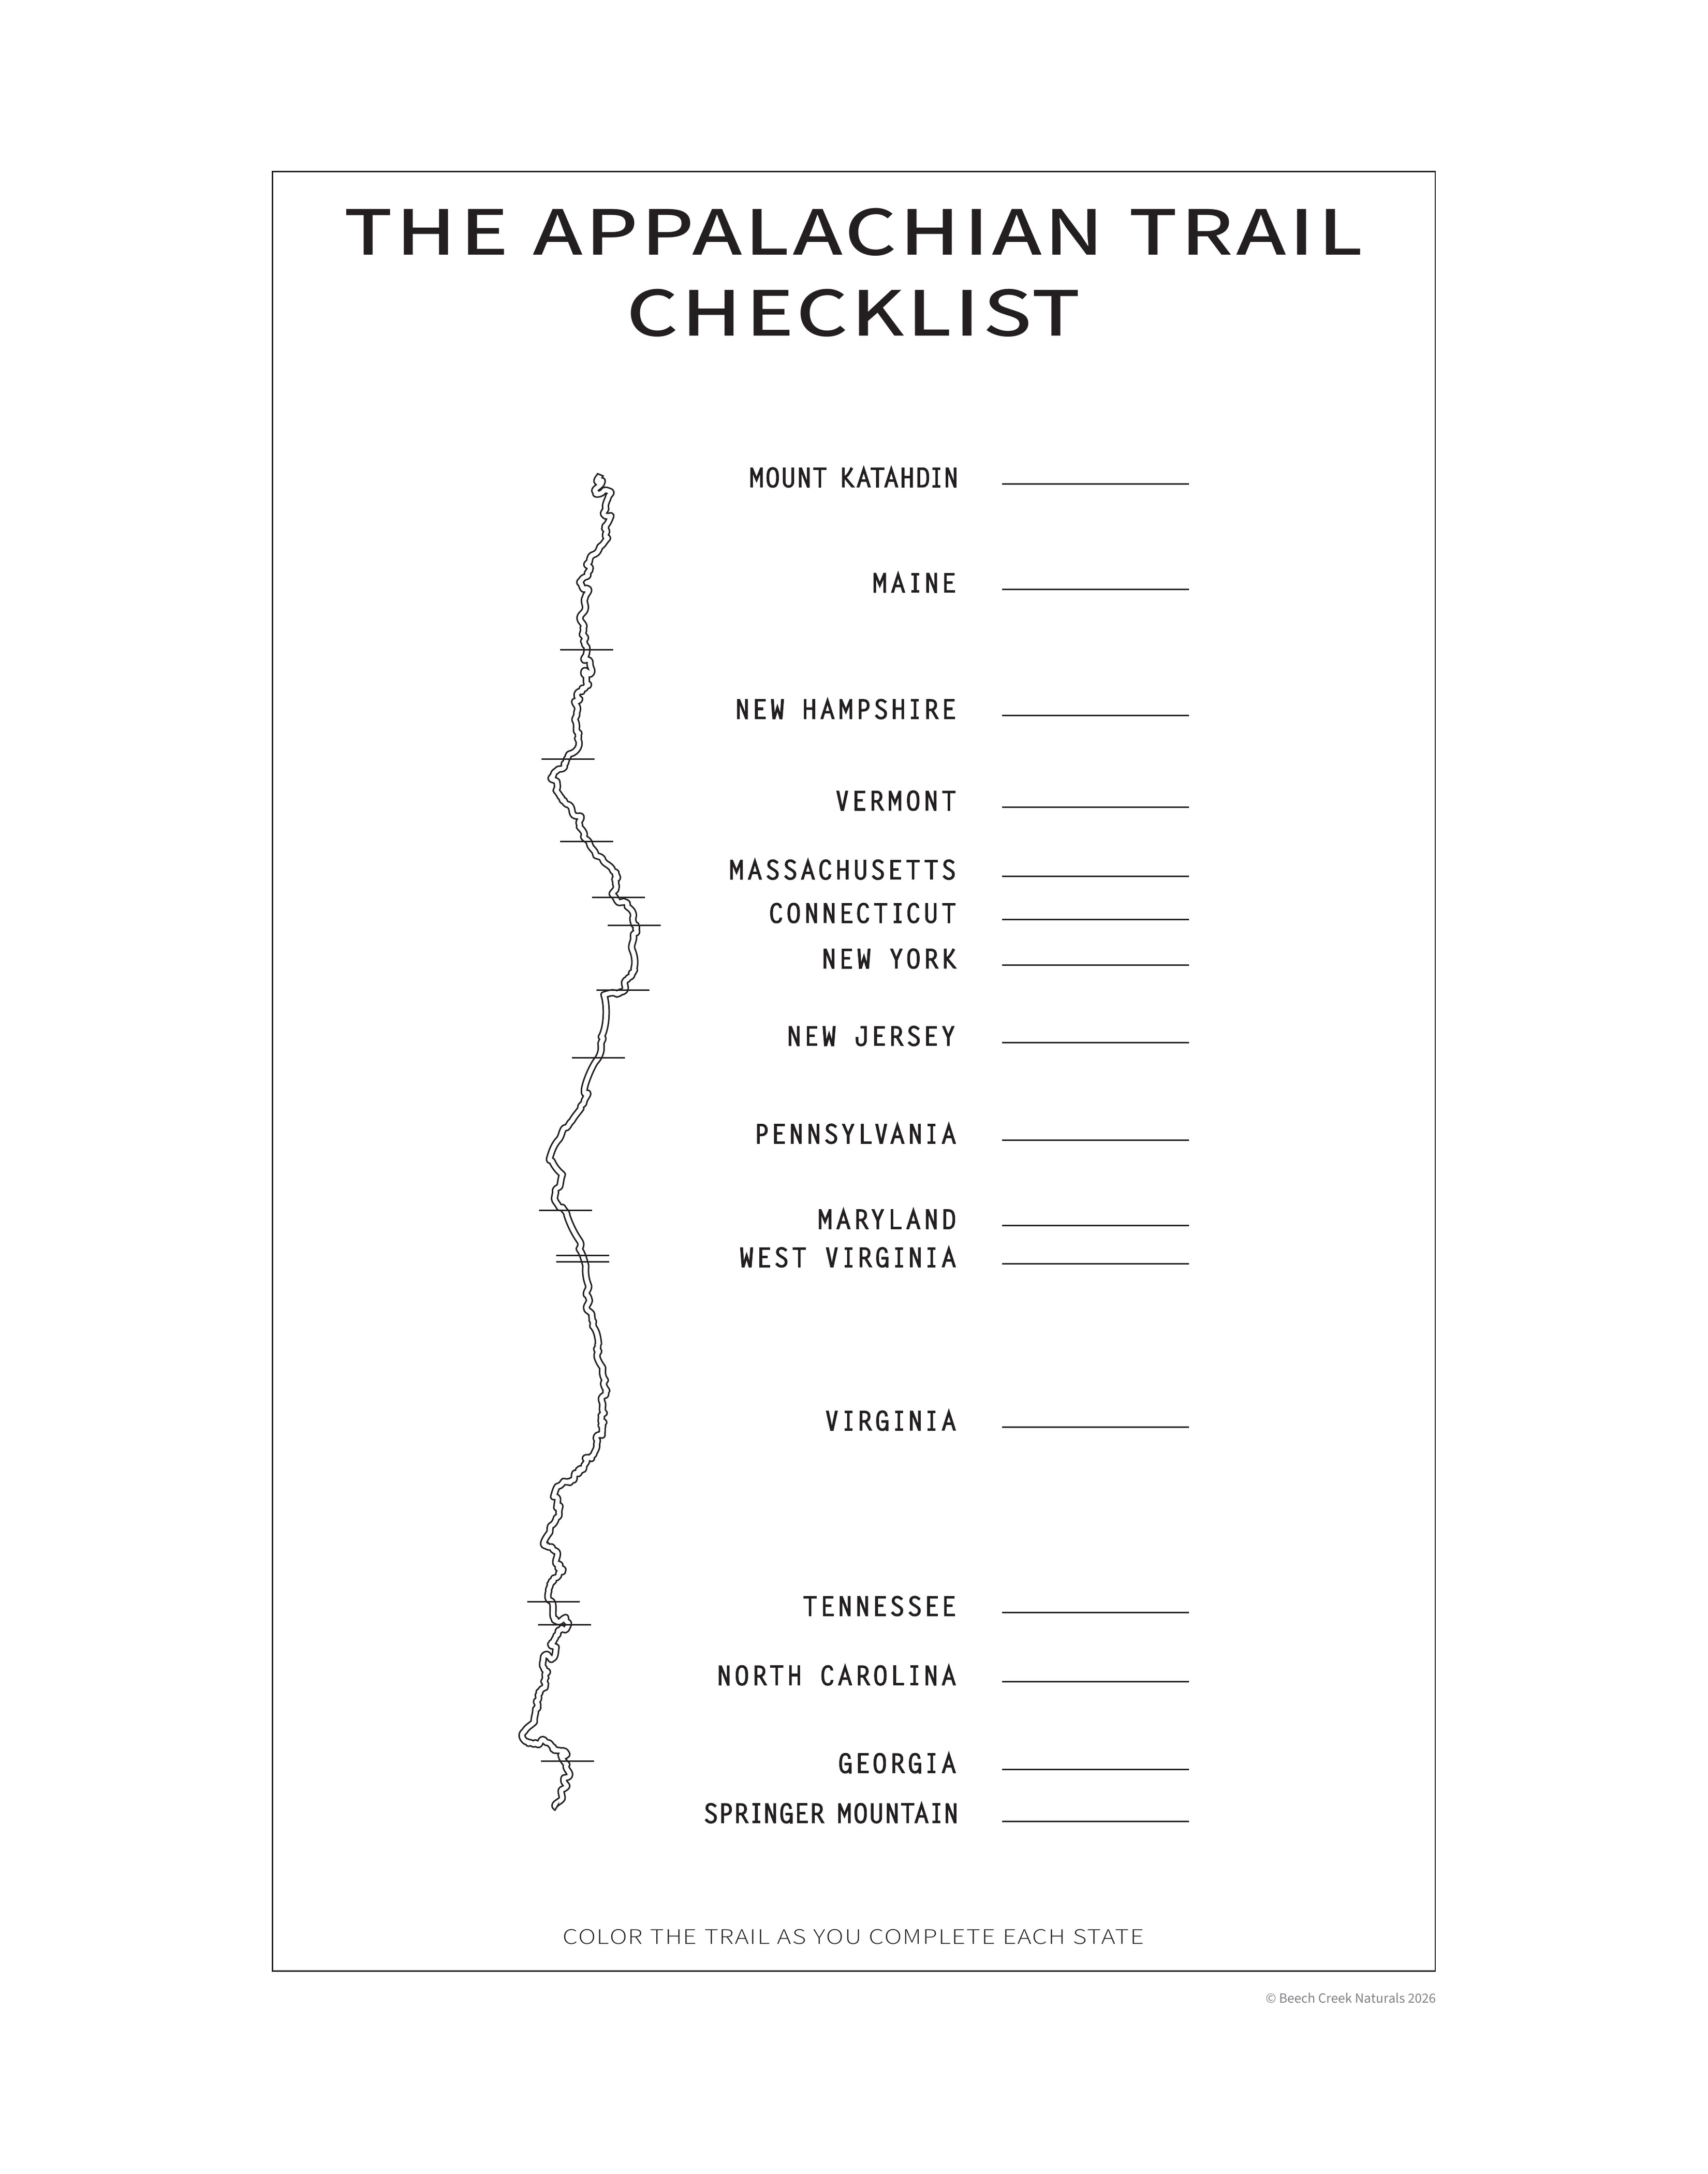 THE APPALACHIAN TRAIL
CHECKLIST
MOUNT KATAHDIN
MAINE
NEW HAMPSHIRE
VERMONT
MASSACHUSETTS
CONNECTICUT
NEW YORK
NEW JERSEY
PENNSYLVANIA
MARYLAND
WEST VIRGINIA
VIRGINIA
TENNESSEE
NORTH CAROLINA
GEORGIA
SPRINGER MOUNTAIN
COLOR THE TRAIL AS YOU COMPLETE EACH STATE
© Beech Creek Naturals 2026